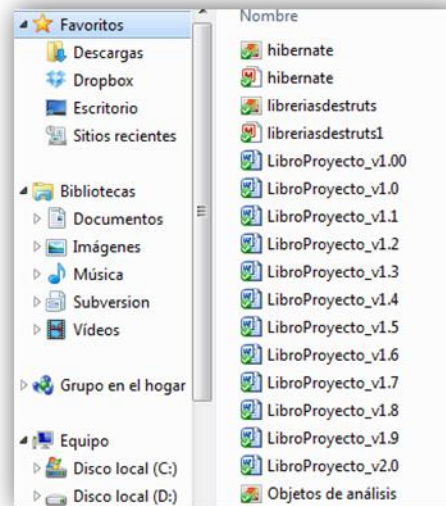 Favoritos
Descargas
Dropbox
Escritorio
Sitios recientes
Bibliotecas
Documentos
Imágenes
Música
Subversion
Vídeos
Grupo en el hogar
Equipo
Disco local (C:)
Disco local (D:)
Nombre
hibernate
hibernate
libreriasdestruts
libreriasdestruts1
LibroProyecto_v1.00
LibroProyecto_v1.0
LibroProyecto_v1.1
LibroProyecto_v1.2
LibroProyecto_v1.3
LibroProyecto_v1.4
LibroProyecto_v1.5
LibroProyecto_v1.6
LibroProyecto_v1.7
LibroProyecto_v1.8
LibroProyecto_v1.9
LibroProyecto_v2.0
Objetos de análisis